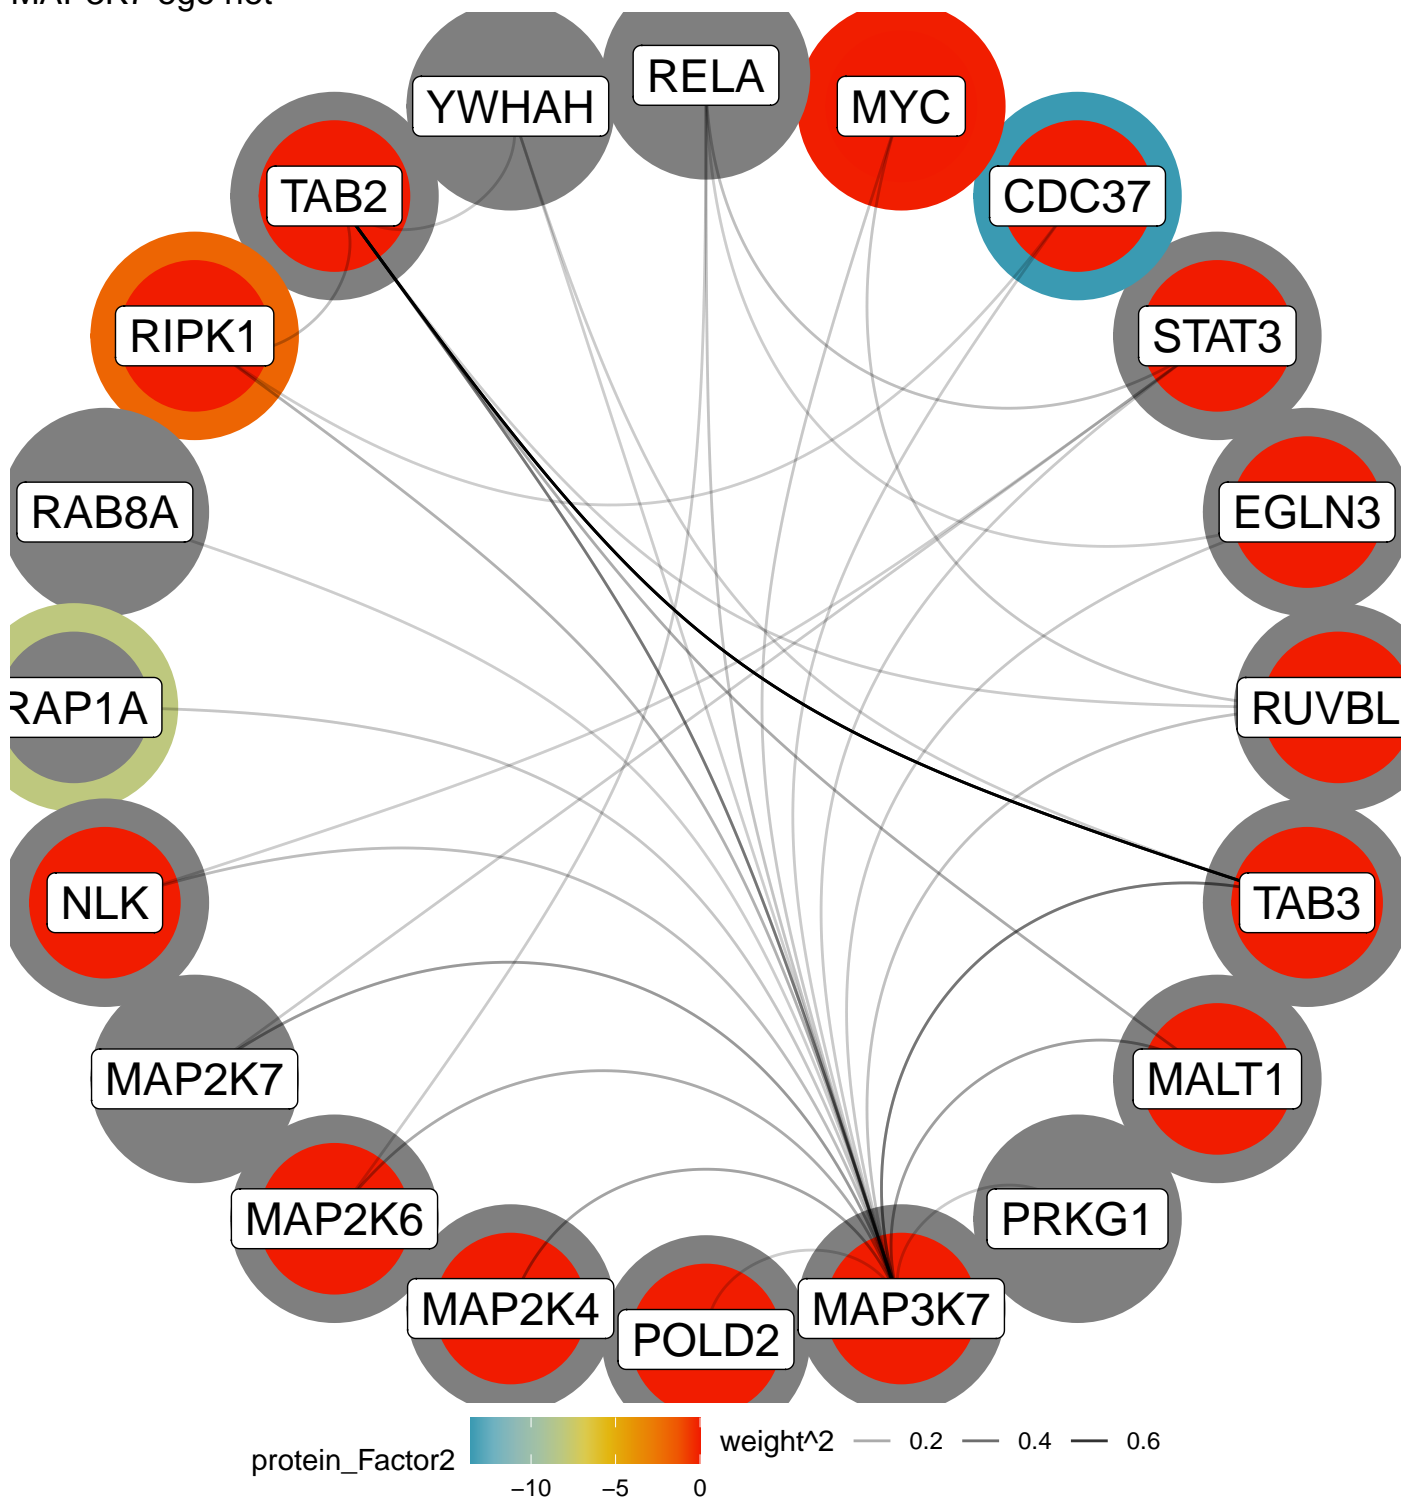 YWHAH
RELA
MYC
TAB2
CDC37
RIPK1
STAT3
RAB8A
EGLN3
RAP1A
RUVBL
NLK
TAB3
MAP2K7
MALT1
MAP2K6
PRKG1
MAP2K4
POLD2
MAP3K7
protein_Factor2
−10 −5 0
weight^2 0.2 0.4 0.6